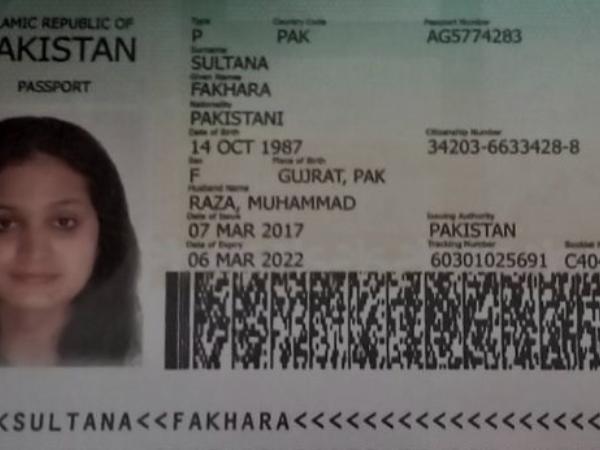 AMIC REPUBLIC OF
AKISTAN
PASSPORT
Type Country Code Passport Number
P PAK AG5774283
Surname
SULTANA
Given Names
FAKHARA
Nationality
PAKISTANI
Date of Birth Citizenship Number
14 OCT 1987 34203-6633428-8
Sex Place of Birth
F GUJRAT, PAK
Husband Name
RAZA, MUHAMMAD
Date of Issue Issuing Authority
07 MAR 2017 PAKISTAN
Date of Expiry Tracking Number Booklet
06 MAR 2022 60301025691 C404
<SULTANA<<FAKHARA<<<<<<<<<<<<<<<<<<